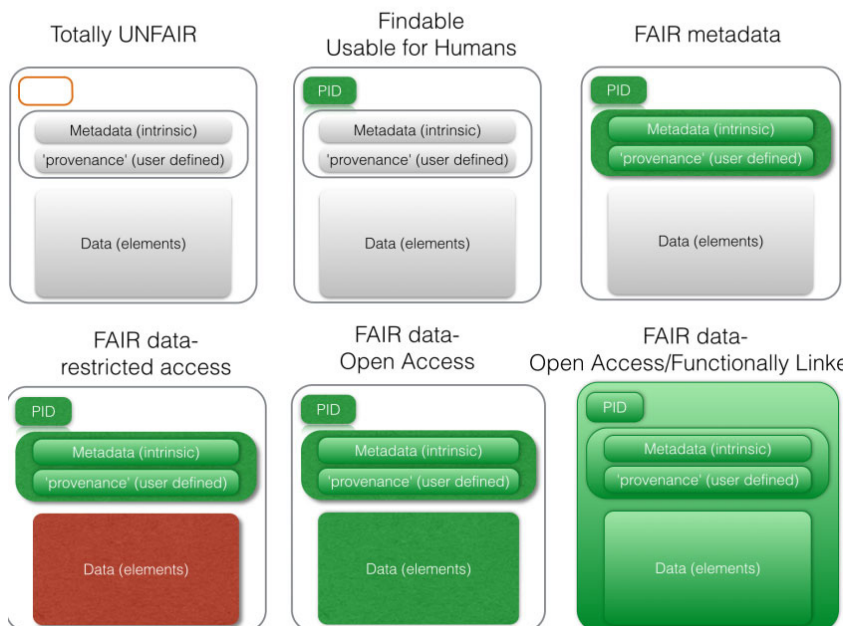 Totally UNFAIR
Metadata (intrinsic)
'provenance' (user defined)
Data (elements)
Findable
Usable for Humans
PID
Metadata (intrinsic)
'provenance' (user defined)
Data (elements)
FAIR metadata
PID
Metadata (intrinsic)
'provenance' (user defined)
Data (elements)
FAIR data-
restricted access
PID
Metadata (intrinsic)
'provenance' (user defined)
Data (elements)
FAIR data-
Open Access
PID
Metadata (intrinsic)
'provenance' (user defined)
Data (elements)
FAIR data-
Open Access/Functionally Linke
PID
Metadata (intrinsic)
'provenance' (user defined)
Data (elements)